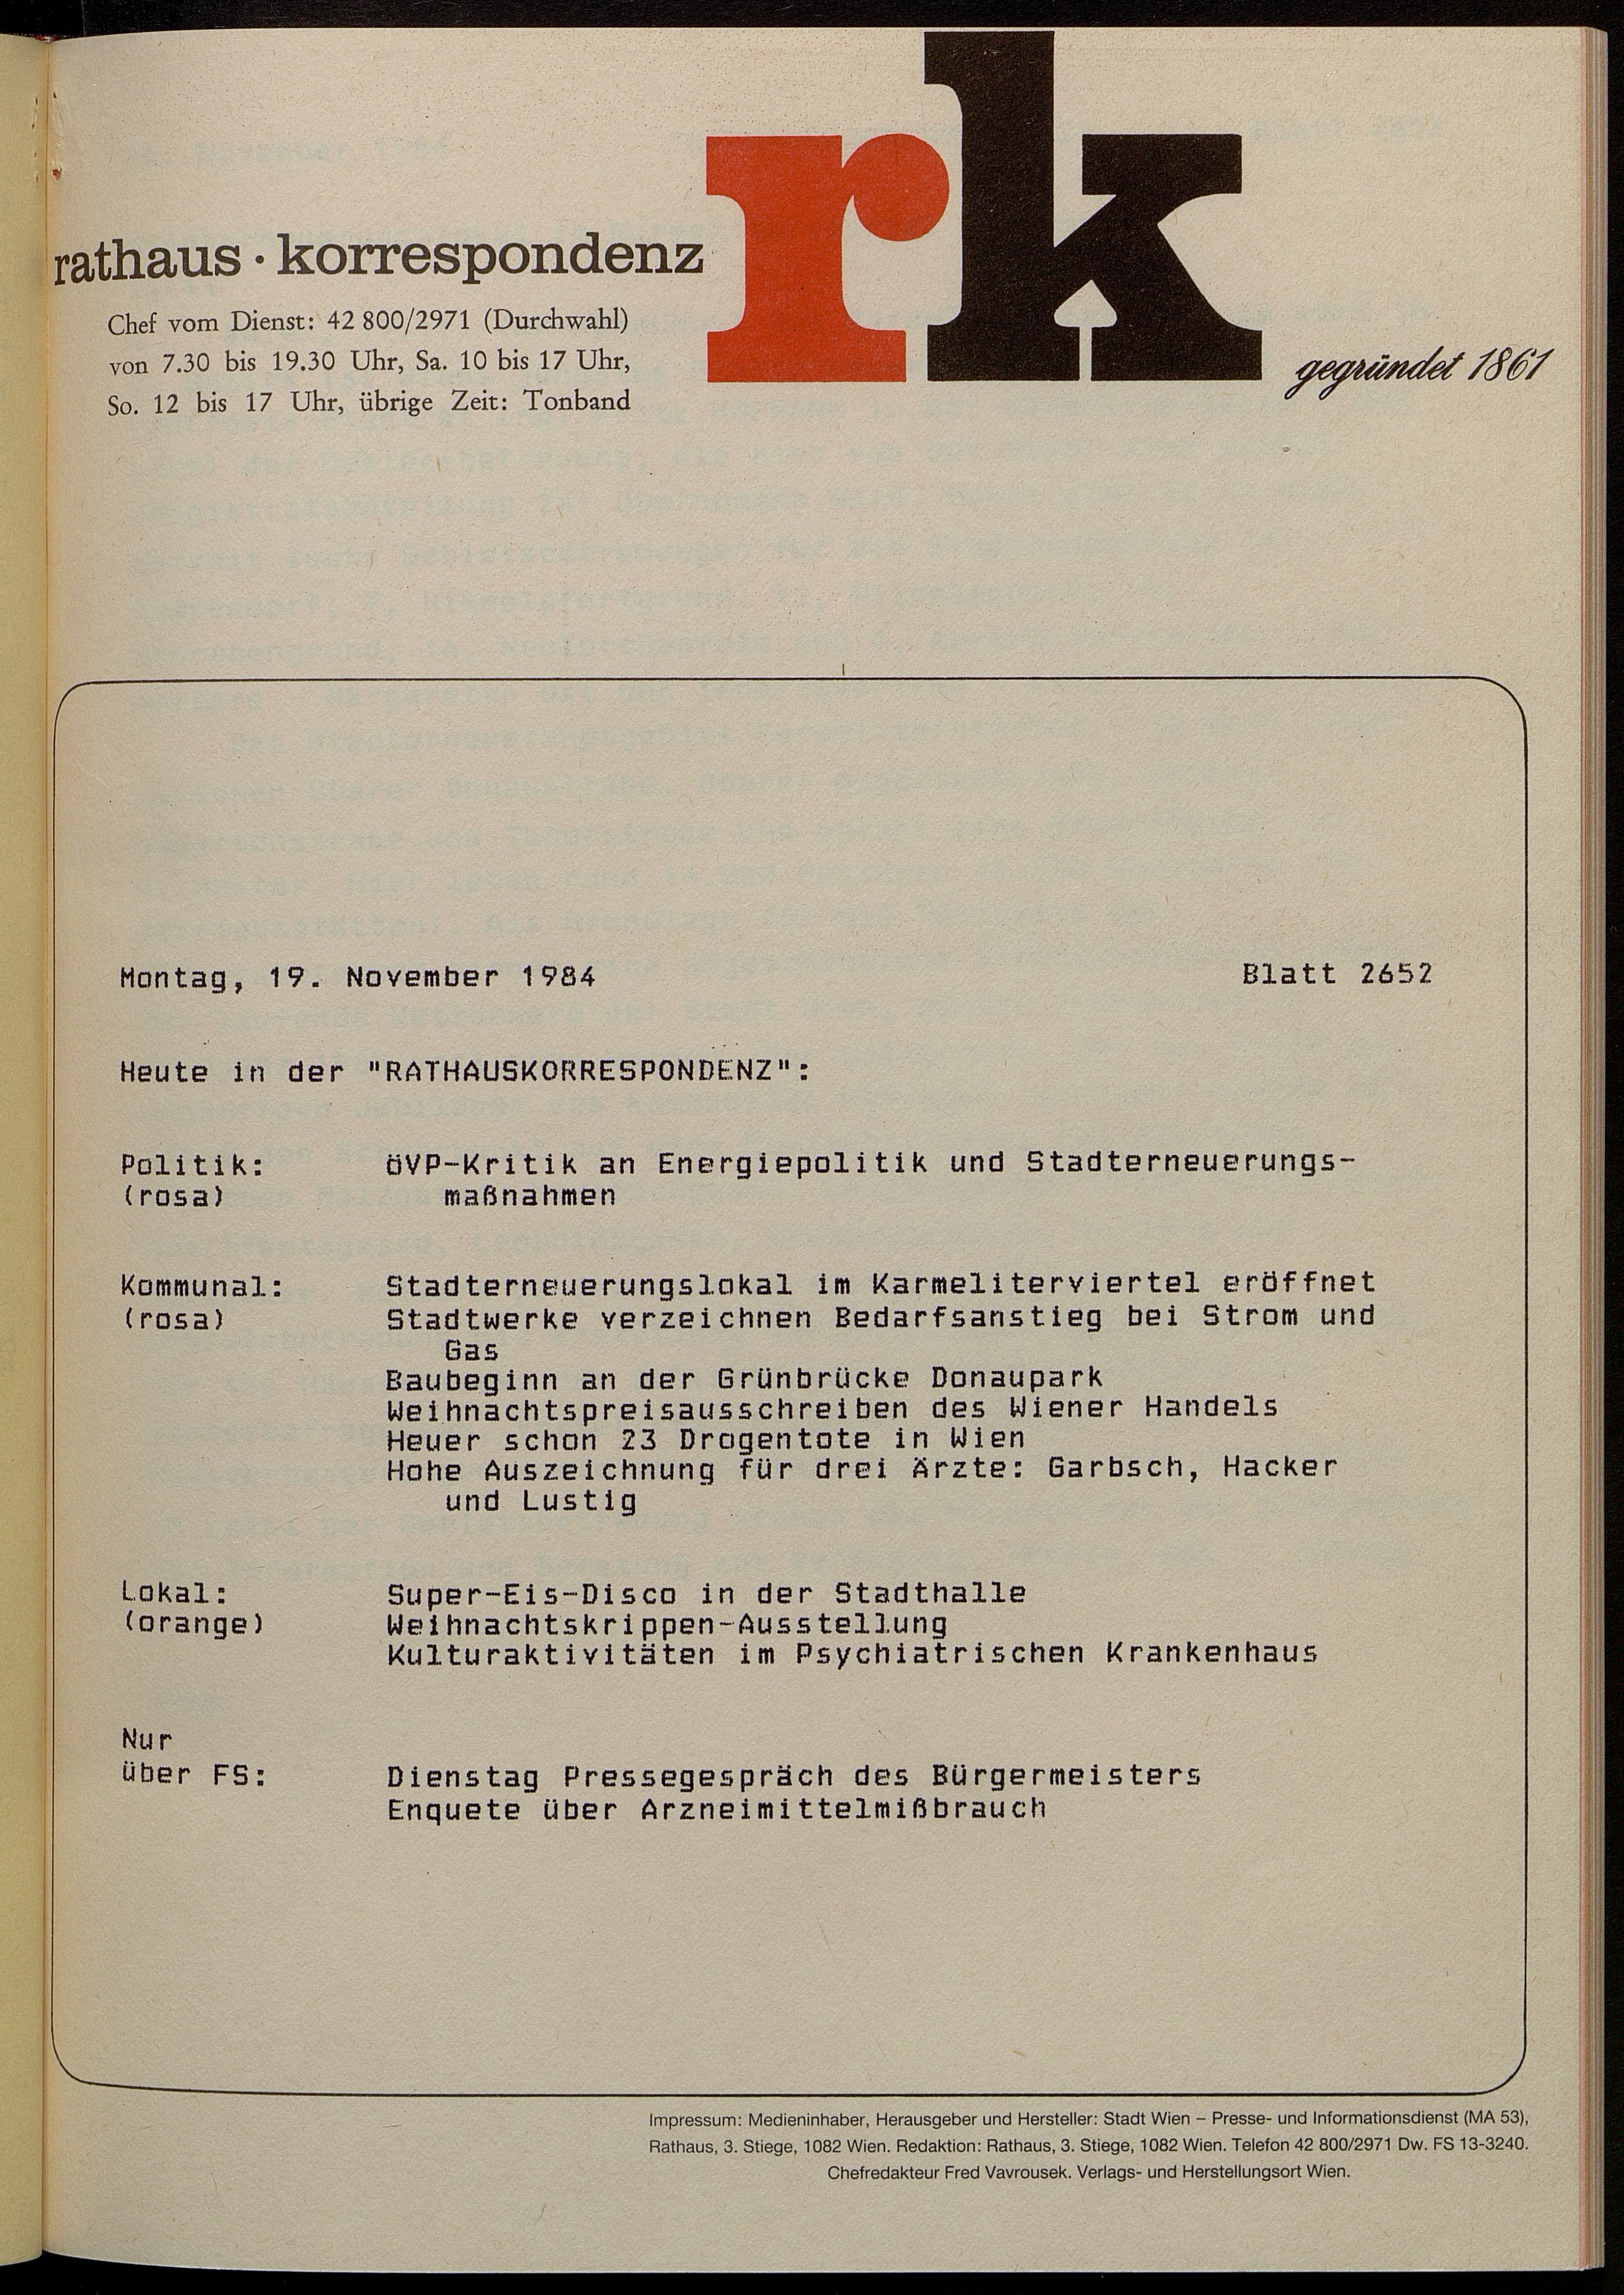 rk
rathaus · korrespondenz
Chef vom Dienst: 42 800/2971 (Durchwahl)
von 7.30 bis 19.30 Uhr, Sa. 10 bis 17 Uhr,
So. 12 bis 17 Uhr, übrige Zeit: Tonband
gegründet 1861
Montag, 19. November 1984 Blatt 2652
Heute in der "RATHAUSKORRESPONDENZ":
Politik: ÖVP-Kritik an Energiepolitik und Stadterneuerungs-
(rosa) maßnahmen
Kommunal: Stadterneuerungslokal im Karmeliterviertel eröffnet
(rosa) Stadtwerke verzeichnen Bedarfsanstieg bei Strom und
Gas
Baubeginn an der Grünbrücke Donaupark
Weihnachtspreisausschreiben des Wiener Handels
Heuer schon 23 Drogentote in Wien
Hohe Auszeichnung für drei Ärzte: Garbsch, Hacker
und Lustig
Lokal: Super-Eis-Disco in der Stadthalle
(orange) Weihnachtskrippen-Ausstellung
Kulturaktivitäten im Psychiatrischen Krankenhaus
Nur
über FS: Dienstag Pressegespräch des Bürgermeisters
Enquete über Arzneimittelmißbrauch
Impressum: Medieninhaber, Herausgeber und Hersteller: Stadt Wien – Presse- und Informationsdienst (MA 53),
Rathaus, 3. Stiege, 1082 Wien. Redaktion: Rathaus, 3. Stiege, 1082 Wien. Telefon 42 800/2971 Dw. FS 13-3240.
Chefredakteur Fred Vavrousek. Verlags- und Herstellungsort Wien.